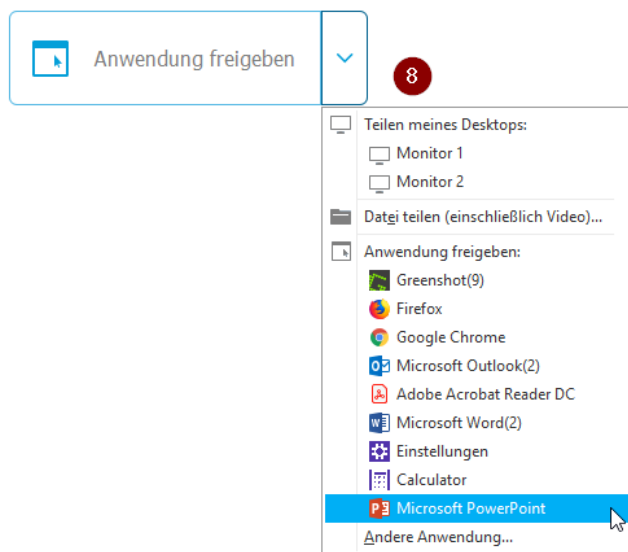 Anwendung freigeben
8
Teilen meines Desktops:
Monitor 1
Monitor 2
Datei teilen (einschließlich Video)...
Anwendung freigeben:
Greenshot(9)
Firefox
Google Chrome
Microsoft Outlook(2)
Adobe Acrobat Reader DC
Microsoft Word(2)
Einstellungen
Calculator
Microsoft PowerPoint
Andere Anwendung...